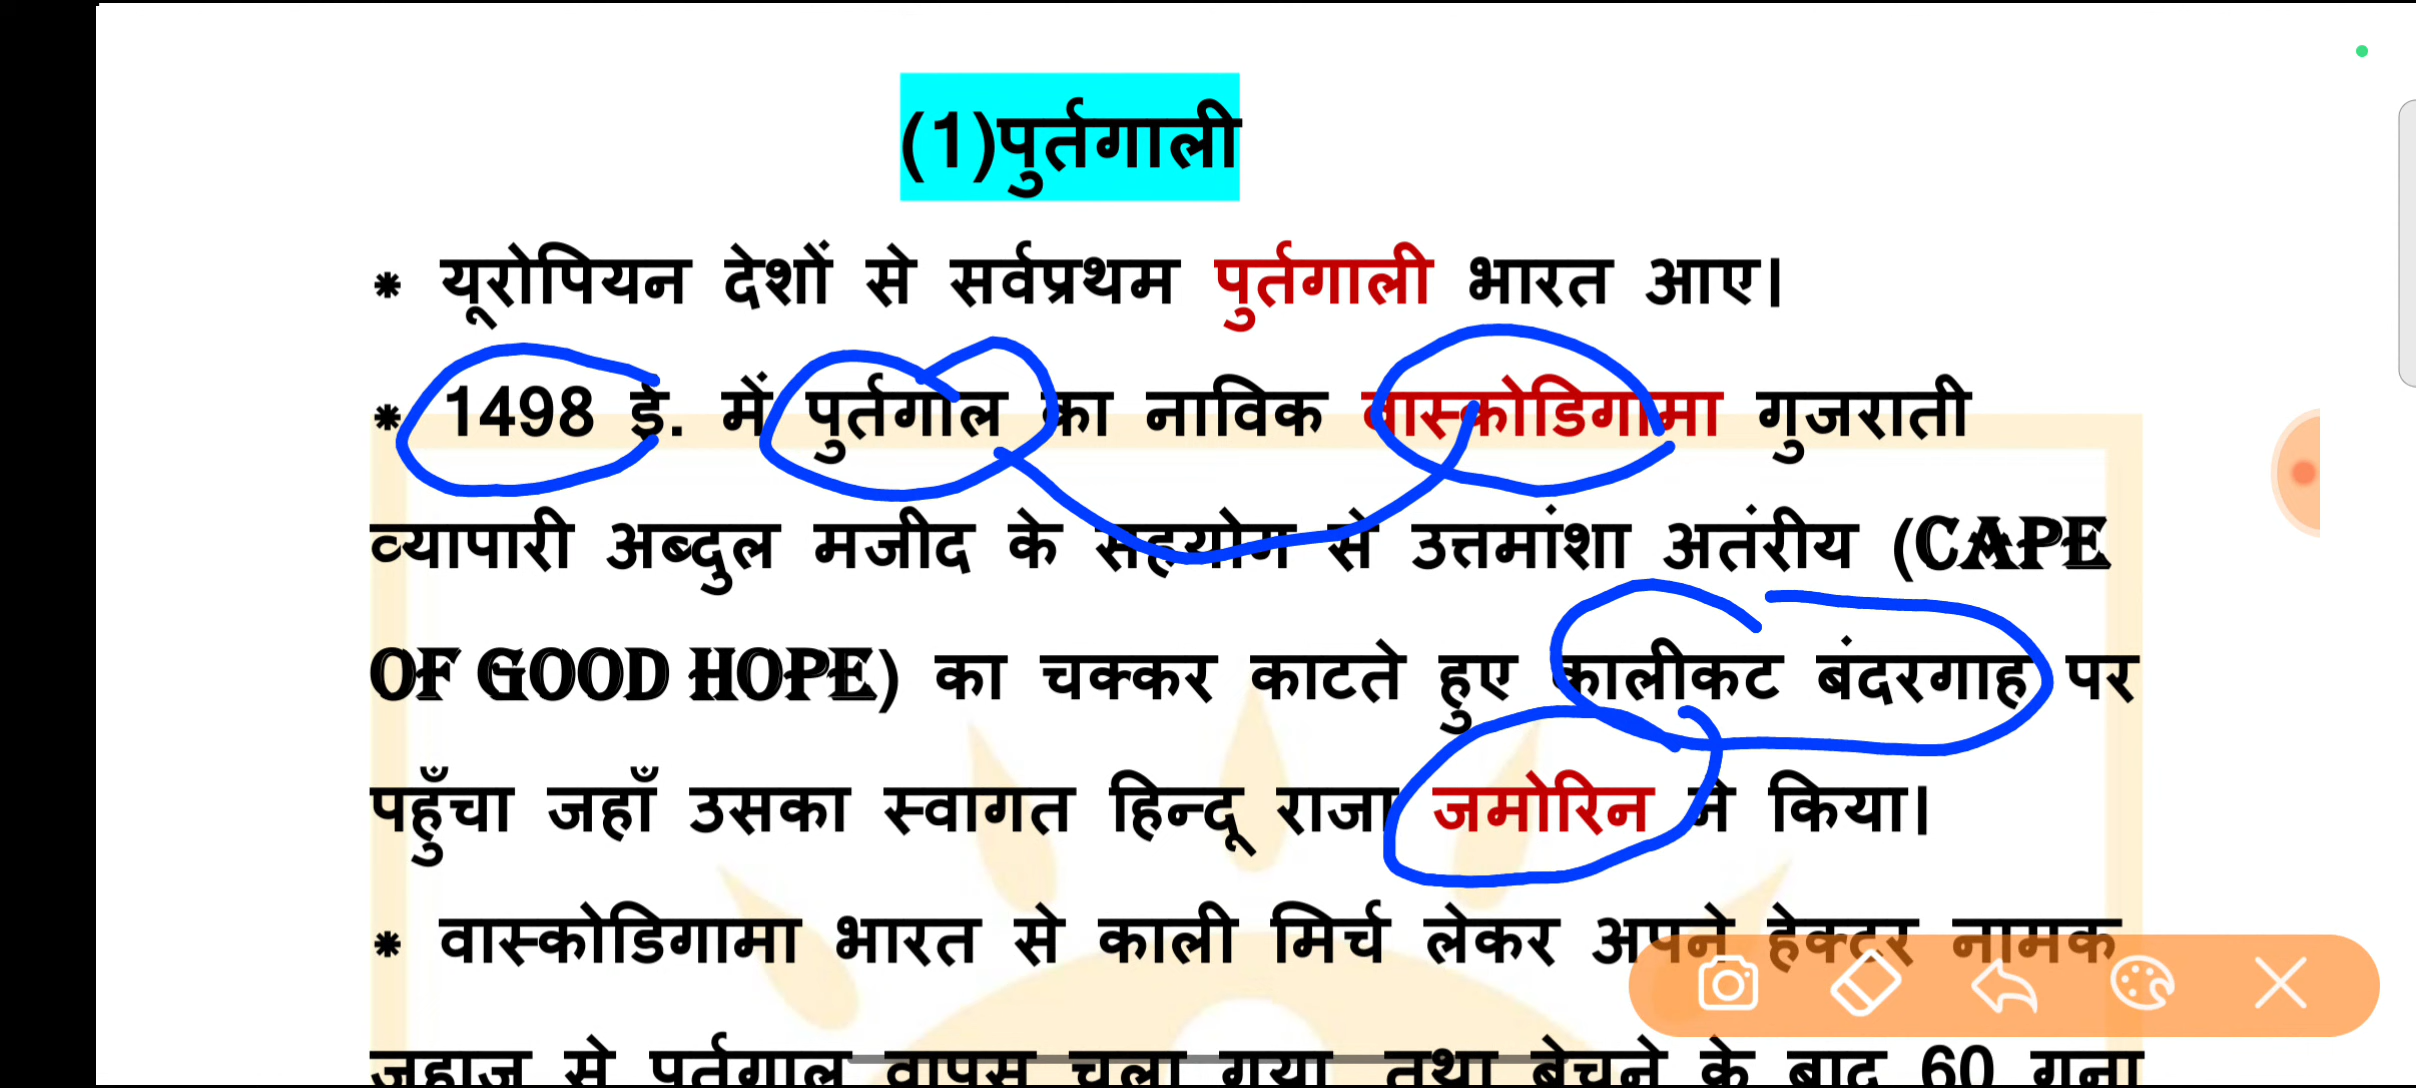 (1)पुर्तगाली
* यूरोपियन देशों से सर्वप्रथम पुर्तगाली भारत आए।
* 1498 ई. में पुर्तगाल का नाविक वास्कोडिगामा गुजराती
व्यापारी अब्दुल मजीद के सहयोग से उत्तमांशा अतंरीय (CAPE
OF GOOD HOPE) का चक्कर काटते हुए कालीकट बंदरगाह पर
पहुँचा जहाँ उसका स्वागत हिन्दू राजा जमोरिन ने किया।
* वास्कोडिगामा भारत से काली मिर्च लेकर अपने हेक्टर नामक
जहाज से पुर्तगाल वापस चला गया तथा बेचने के बाद 60 गुना